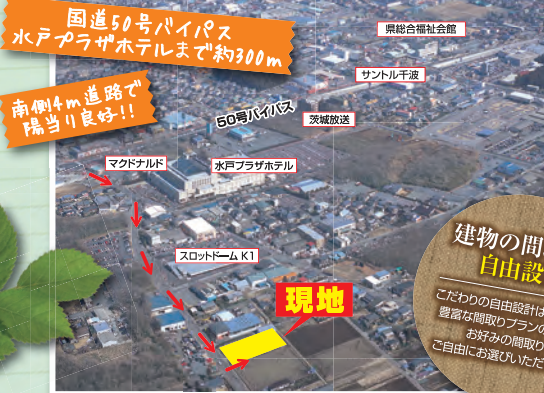 国道50号バイパス
水戸プラザホテルまで約300m
南側4m道路で
陽当り良好!!
県総合福祉会館
サントル千波
50号バイパス
茨城放送
マクドナルド
水戸プラザホテル
スロットドーム K1
現地
建物の間
自由設
こだわりの自由設計は
豊富な間取りプランの
お好みの間取り
ご自由にお選びいただ